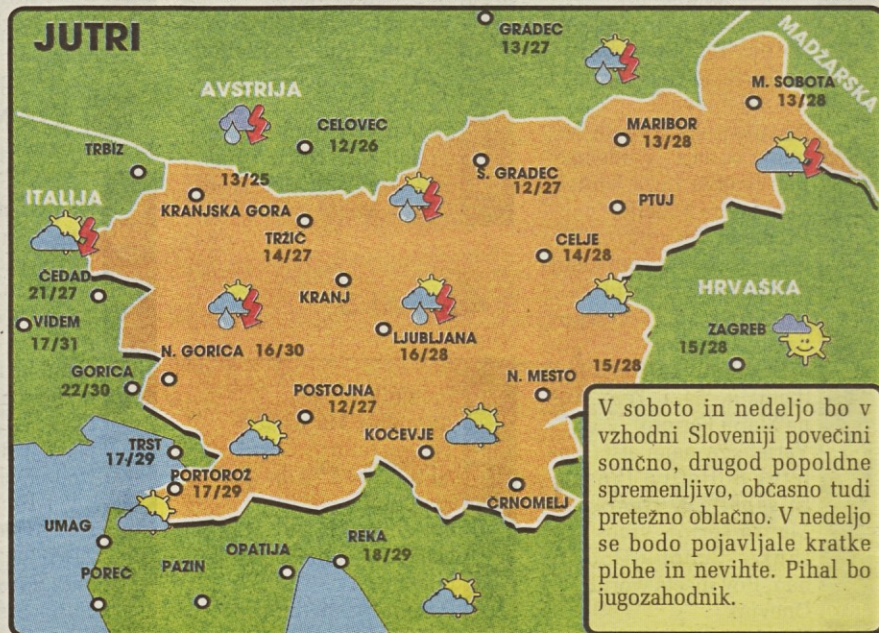 JUTRI
GRADEC
13/27
MADŽARSKA
AVSTRIJA
M. SOBOTA
13/28
CELOVEC
12/26
MARIBOR
13/28
TRBIŽ
S. GRADEC
12/27
13/25
ITALIJA
KRANJSKA GORA
PTUJ
TRŽIČ
14/27
CELJE
14/28
ČEDAD
21/27
KRANJ
HRVAŠKA
VIDEM
17/31
LJUBLJANA
16/28
ZAGREB
15/28
N. GORICA 16/30
GORICA
22/30
15/28
N. MESTO
POSTOJNA
12/27
KOČEVJE
TRST
17/29
PORTOROŽ
17/29
ČRNOMELJ
UMAG
REKA
18/29
OPATIJA
PAZIN
POREČ
V soboto in nedeljo bo v
vzhodni Sloveniji povečini
sončno, drugod popoldne
spremenljivo, občasno tudi
pretežno oblačno. V nedeljo
se bodo pojavljale kratke
plohe in nevihte. Pihal bo
jugozahodnik.